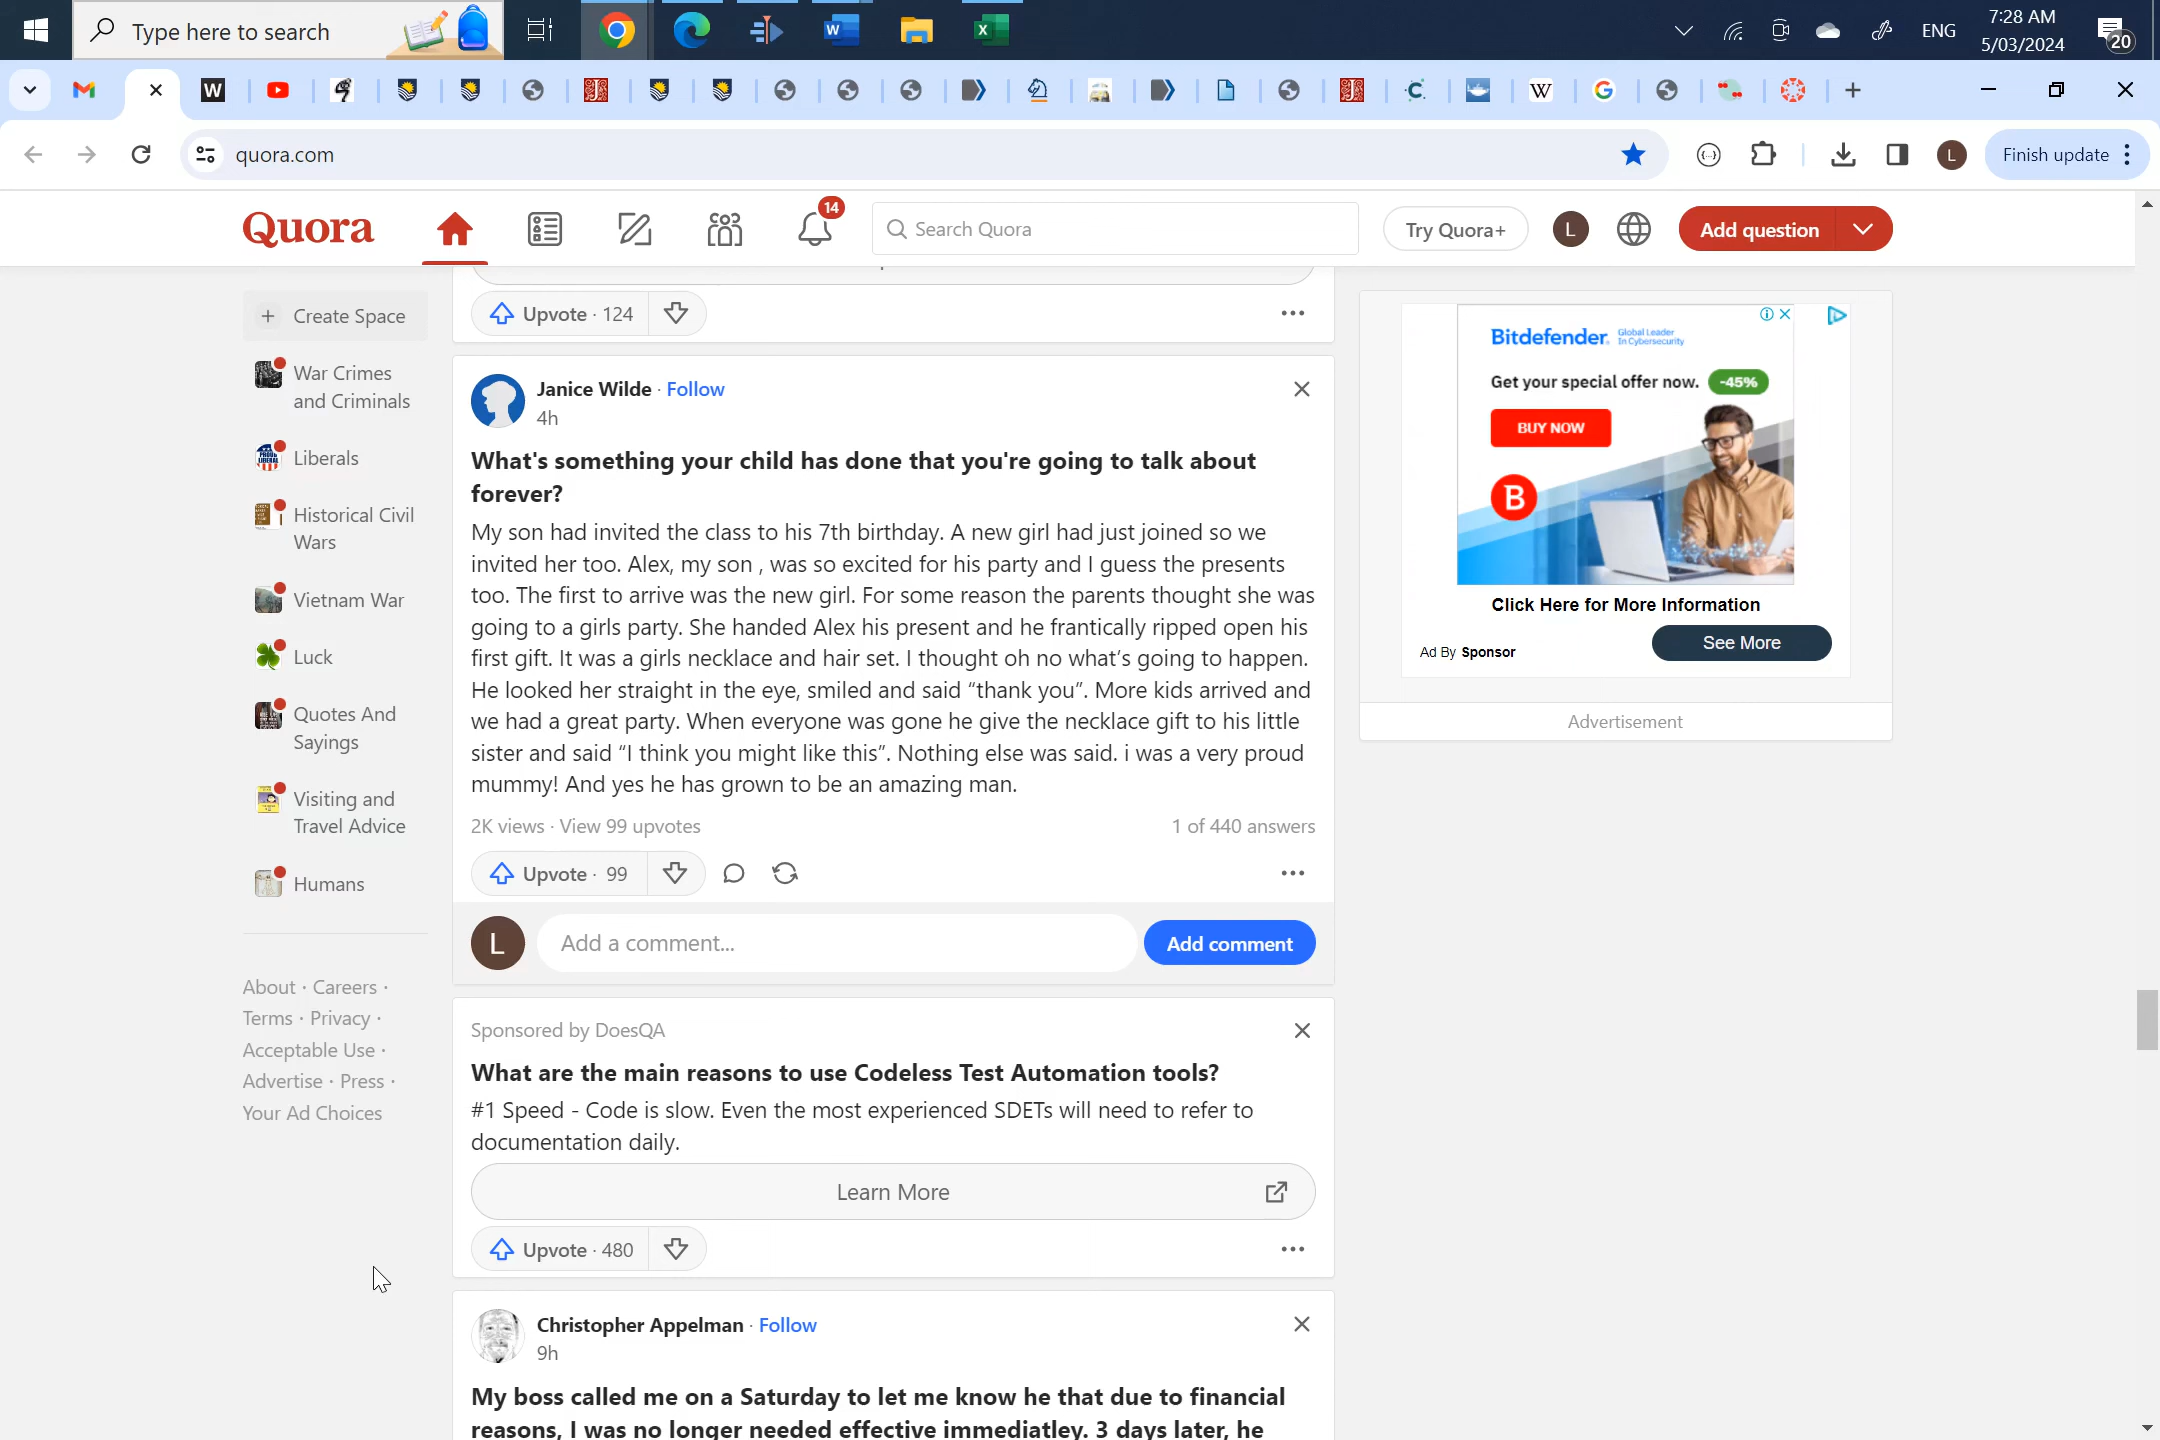 Type here to search
ENG
7:28 AM
5/03/2024
20
quora.com
L
Finish update
Quora
14
Search Quora
Try Quora+
L
Add question
+ Create Space
War Crimes
and Criminals
Liberals
Historical Civil
Wars
Vietnam War
Luck
Quotes And
Sayings
Visiting and
Travel Advice
Humans
About · Careers ·
Terms · Privacy ·
Acceptable Use ·
Advertise · Press ·
Your Ad Choices
Upvote · 124
Janice Wilde · Follow
4h
What's something your child has done that you're going to talk about
forever?
My son had invited the class to his 7th birthday. A new girl had just joined so we
invited her too. Alex, my son , was so excited for his party and I guess the presents
too. The first to arrive was the new girl. For some reason the parents thought she was
going to a girls party. She handed Alex his present and he frantically ripped open his
first gift. It was a girls necklace and hair set. I thought oh no what’s going to happen.
He looked her straight in the eye, smiled and said “thank you”. More kids arrived and
we had a great party. When everyone was gone he give the necklace gift to his little
sister and said “I think you might like this”. Nothing else was said. i was a very proud
mummy! And yes he has grown to be an amazing man.
2K views · View 99 upvotes
1 of 440 answers
Upvote · 99
L
Add a comment...
Add comment
Sponsored by DoesQA
What are the main reasons to use Codeless Test Automation tools?
#1 Speed - Code is slow. Even the most experienced SDETs will need to refer to
documentation daily.
Learn More
Upvote · 480
Christopher Appelman · Follow
9h
My boss called me on a Saturday to let me know he that due to financial
reasons, I was no longer needed effective immediatley. 3 days later, he
Bitdefender. Global Leader
In Cybersecurity
Get your special offer now. -45%
BUY NOW
B
Click Here for More Information
Ad By Sponsor
See More
Advertisement